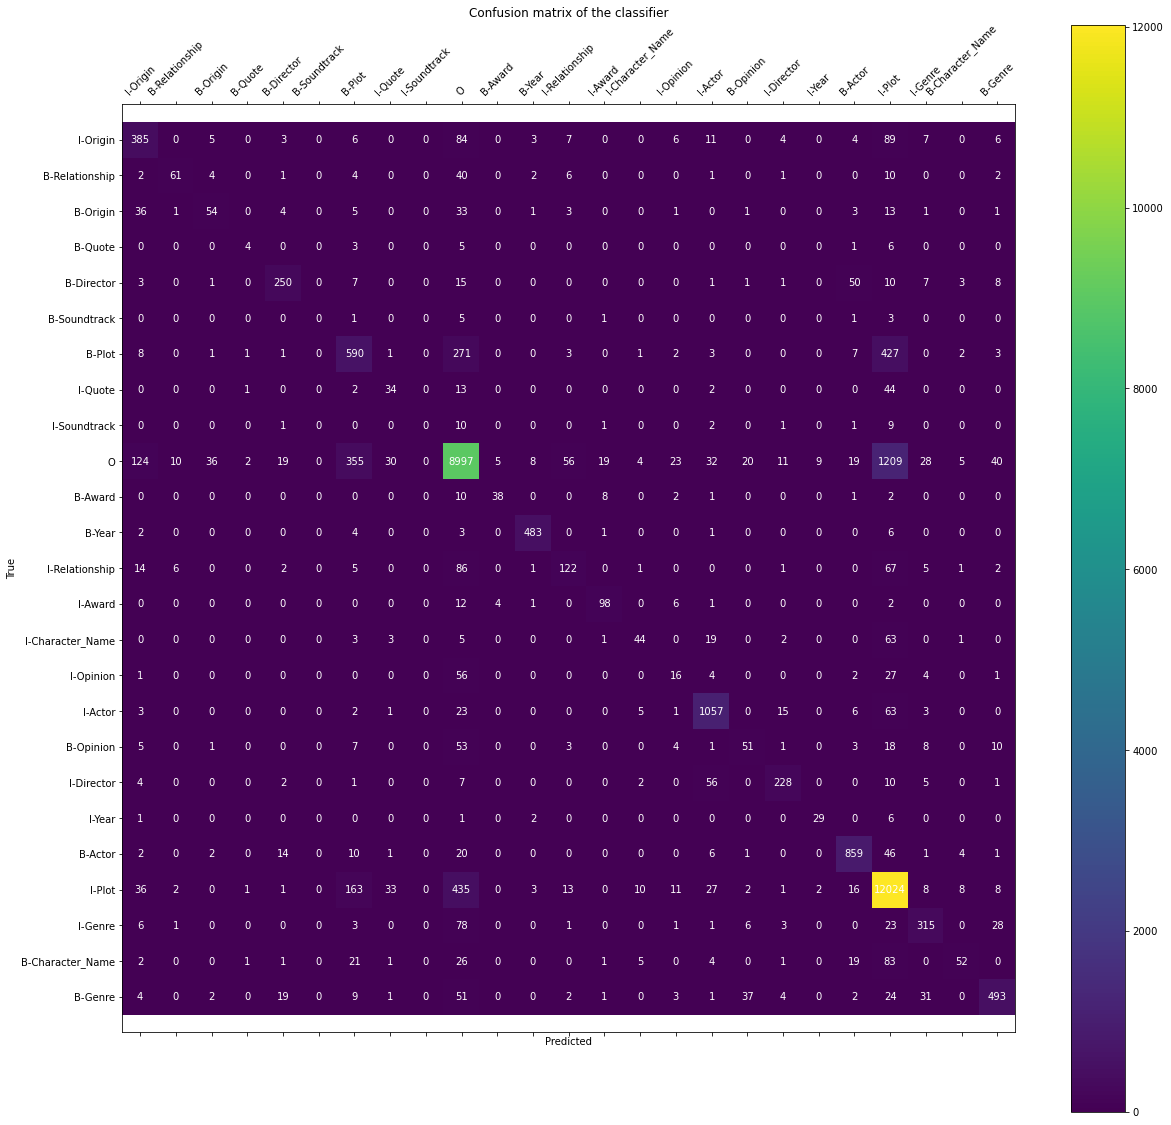 Confusion matrix of the classifier
I-Origin B-Relationship B-Origin B-Quote B-Director B-Soundtrack B-Plot I-Quote I-Soundtrack O B-Award B-Year I-Relationship I-Award I-Character_Name I-Opinion I-Actor B-Opinion I-Director I-Year B-Actor I-Plot I-Genre B-Character_Name B-Genre
I-Origin 385 0 5 0 3 0 6 0 0 84 0 3 7 0 0 6 11 0 4 0 4 89 7 0 6
B-Relationship 2 61 4 0 1 0 4 0 0 40 0 2 6 0 0 0 1 0 1 0 0 10 0 0 2
B-Origin 36 1 54 0 4 0 5 0 0 33 0 1 3 0 0 1 0 1 0 0 3 13 1 0 1
B-Quote 0 0 0 4 0 0 3 0 0 5 0 0 0 0 0 0 0 0 0 0 1 6 0 0 0
B-Director 3 0 1 0 250 0 7 0 0 15 0 0 0 0 0 0 1 1 1 0 50 10 7 3 8
B-Soundtrack 0 0 0 0 0 0 1 0 0 5 0 0 0 1 0 0 0 0 0 0 1 3 0 0 0
B-Plot 8 0 1 1 1 0 590 1 0 271 0 0 3 0 1 2 3 0 0 0 7 427 0 2 3
I-Quote 0 0 0 1 0 0 2 34 0 13 0 0 0 0 0 0 2 0 0 0 0 44 0 0 0
I-Soundtrack 0 0 0 0 1 0 0 0 0 10 0 0 0 1 0 0 2 0 1 0 1 9 0 0 0
O 124 10 36 2 19 0 355 30 0 8997 5 8 56 19 4 23 32 20 11 9 19 1209 28 5 40
B-Award 0 0 0 0 0 0 0 0 0 10 38 0 0 8 0 2 1 0 0 0 1 2 0 0 0
B-Year 2 0 0 0 0 0 4 0 0 3 0 483 0 1 0 0 1 0 0 0 0 6 0 0 0
I-Relationship 14 6 0 0 2 0 5 0 0 86 0 1 122 0 1 0 0 0 1 0 0 67 5 1 2
I-Award 0 0 0 0 0 0 0 0 0 12 4 1 0 98 0 6 1 0 0 0 0 2 0 0 0
I-Character_Name 0 0 0 0 0 0 3 3 0 5 0 0 0 1 44 0 19 0 2 0 0 63 0 1 0
I-Opinion 1 0 0 0 0 0 0 0 0 56 0 0 0 0 0 16 4 0 0 0 2 27 4 0 1
I-Actor 3 0 0 0 0 0 2 1 0 23 0 0 0 0 5 1 1057 0 15 0 6 63 3 0 0
B-Opinion 5 0 1 0 0 0 7 0 0 53 0 0 3 0 0 4 1 51 1 0 3 18 8 0 10
I-Director 4 0 0 0 2 0 1 0 0 7 0 0 0 0 2 0 56 0 228 0 0 10 5 0 1
I-Year 1 0 0 0 0 0 0 0 0 1 0 2 0 0 0 0 0 0 0 29 0 6 0 0 0
B-Actor 2 0 2 0 14 0 10 1 0 20 0 0 0 0 0 0 6 1 0 0 859 46 1 4 1
I-Plot 36 2 0 1 1 0 163 33 0 435 0 3 13 0 10 11 27 2 1 2 16 12024 8 8 8
I-Genre 6 1 0 0 0 0 3 0 0 78 0 0 1 0 0 1 1 6 3 0 0 23 315 0 28
B-Character_Name 2 0 0 1 1 0 21 1 0 26 0 0 0 1 5 0 4 0 1 0 19 83 0 52 0
B-Genre 4 0 2 0 19 0 9 1 0 51 0 0 2 1 0 3 1 37 4 0 2 24 31 0 493
True
Predicted
12000
10000
8000
6000
4000
2000
0